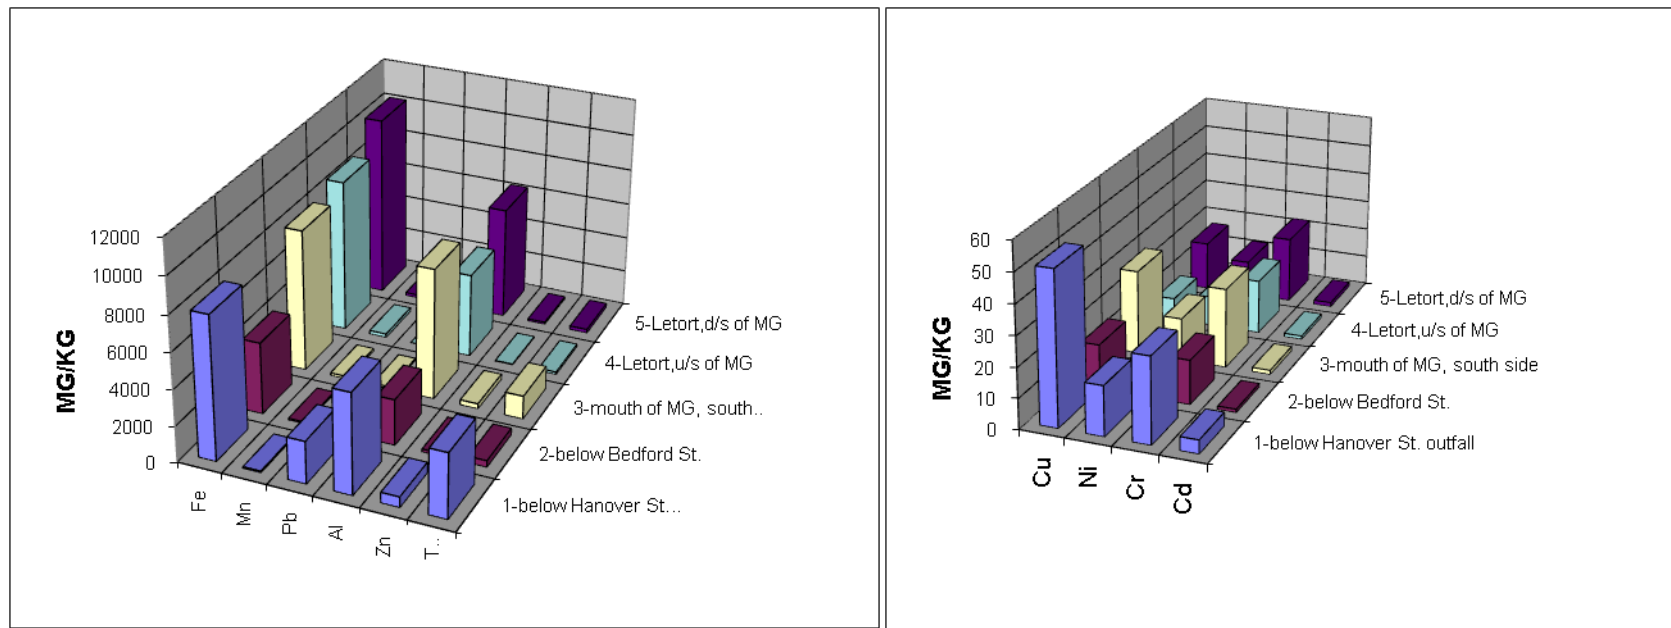 MG/KG
12000
10000
8000
6000
4000
2000
0
Fe
Mn
Pb
Al
Zn
T..
5-Letort,d/s of MG
4-Letort,u/s of MG
3-mouth of MG, south..
2-below Bedford St.
1-below Hanover St...
MG/KG
60
50
40
30
20
10
0
Cu
Ni
Cr
Cd
5-Letort,d/s of MG
4-Letort,u/s of MG
3-mouth of MG, south side
2-below Bedford St.
1-below Hanover St. outfall